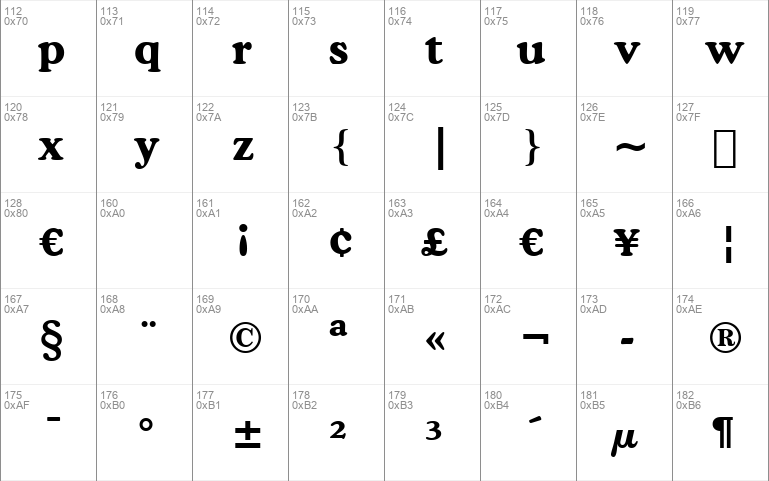 112 113 114 115 116 117 118 119
0x70 0x71 0x72 0x73 0x74 0x75 0x76 0x77
p q r s t u v w
120 121 122 123 124 125 126 127
0x78 0x79 0x7A 0x7B 0x7C 0x7D 0x7E 0x7F
x y z { | } ~ 
128 160 161 162 163 164 165 166
0x80 0xA0 0xA1 0xA2 0xA3 0xA4 0xA5 0xA6
€ ¡ ¢ £ € ¥ ¦
167 168 169 170 171 172 173 174
0xA7 0xA8 0xA9 0xAA 0xAB 0xAC 0xAD 0xAE
§ ¨ © ª « ¬ - ®
175 176 177 178 179 180 181 182
0xAF 0xB0 0xB1 0xB2 0xB3 0xB4 0xB5 0xB6
¯ ° ± ² ³ ´ µ ¶